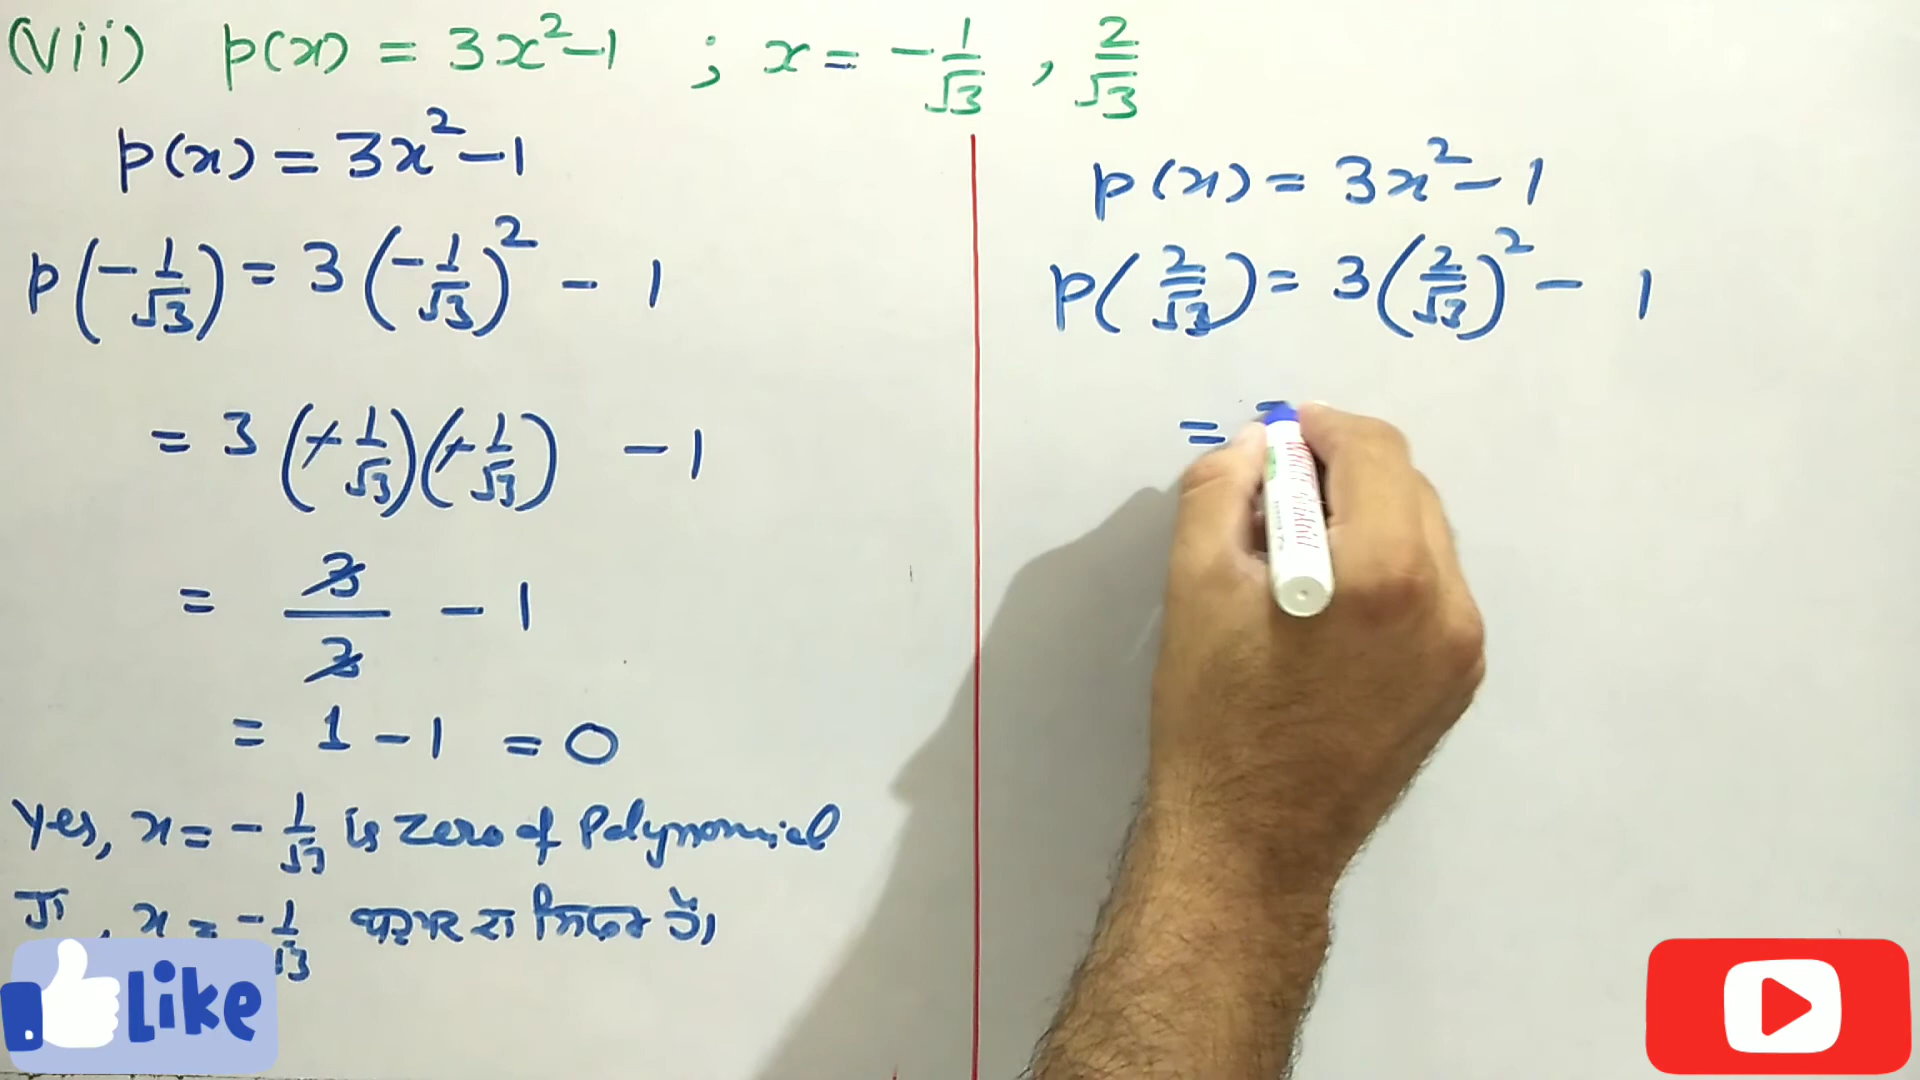 (vii) p(x) = 3x²-1 ; x = -1/√3 , 2/√3
p(x) = 3x²-1
p(-1/√3) = 3(-1/√3)² - 1
= 3(-1/√3)(-1/√3) - 1
= 3/3 - 1
= 1 - 1 = 0
Yes, x = -1/√3 is zero of Polynomial
, x = -1/√3
Like
p(x) = 3x²-1
p(2/√3) = 3(2/√3)² - 1
=